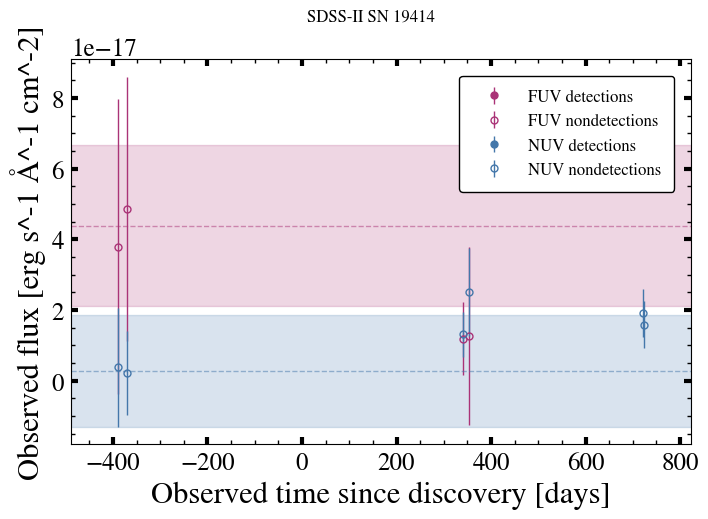 SDSS-II SN 19414
1e−17
Observed flux [erg s^-1 Å^-1 cm^-2]
8
6
4
2
0
FUV detections
FUV nondetections
NUV detections
NUV nondetections
−400 −200 0 200 400 600 800
Observed time since discovery [days]